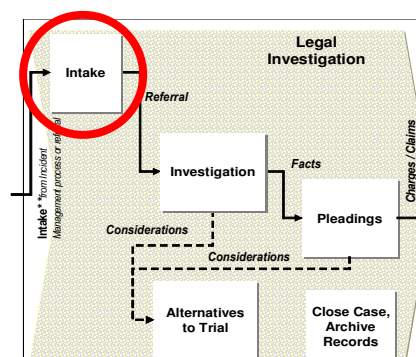 Legal
Investigation
Intake
Referral
Intake* *from Incident
Management process or referral
Investigation
Facts
Charges / Claims
Pleadings
Considerations
Considerations
Alternatives
to Trial
Close Case,
Archive
Records